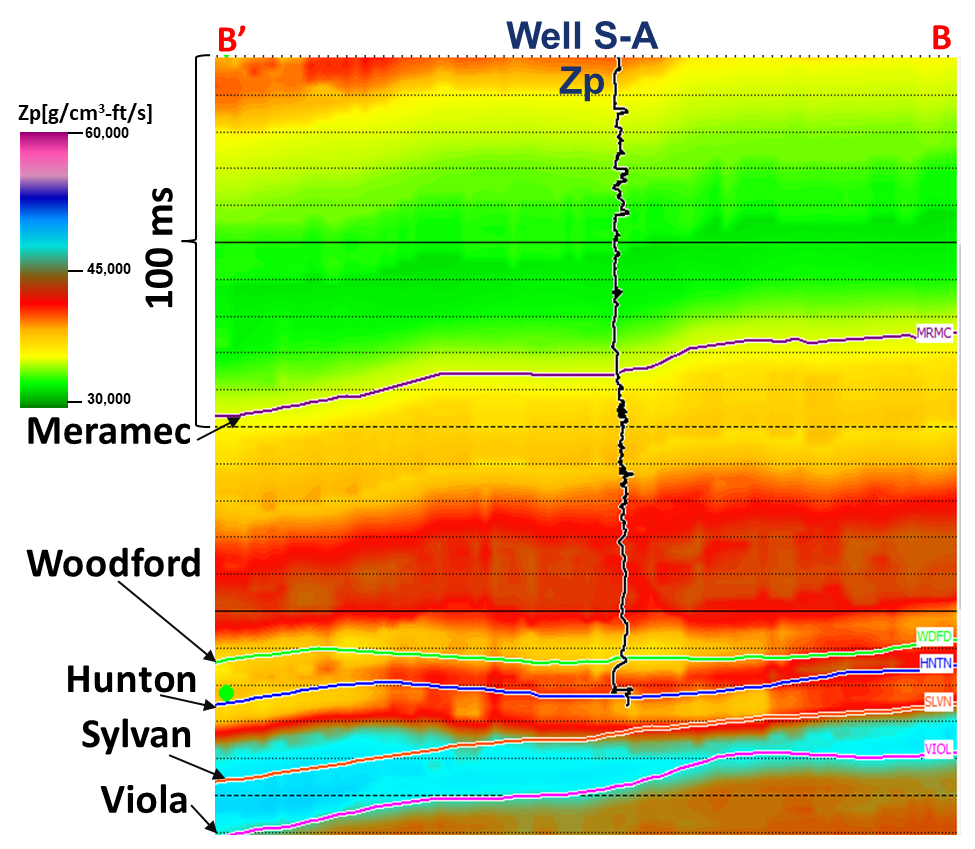 B’
Well S-A
B
Zp
Zp[g/cm³-ft/s]
60,000
45,000
30,000
100 ms
MRMC
Meramec
Woodford
WDFD
HNTN
Hunton
SLVN
Sylvan
VIOL
Viola